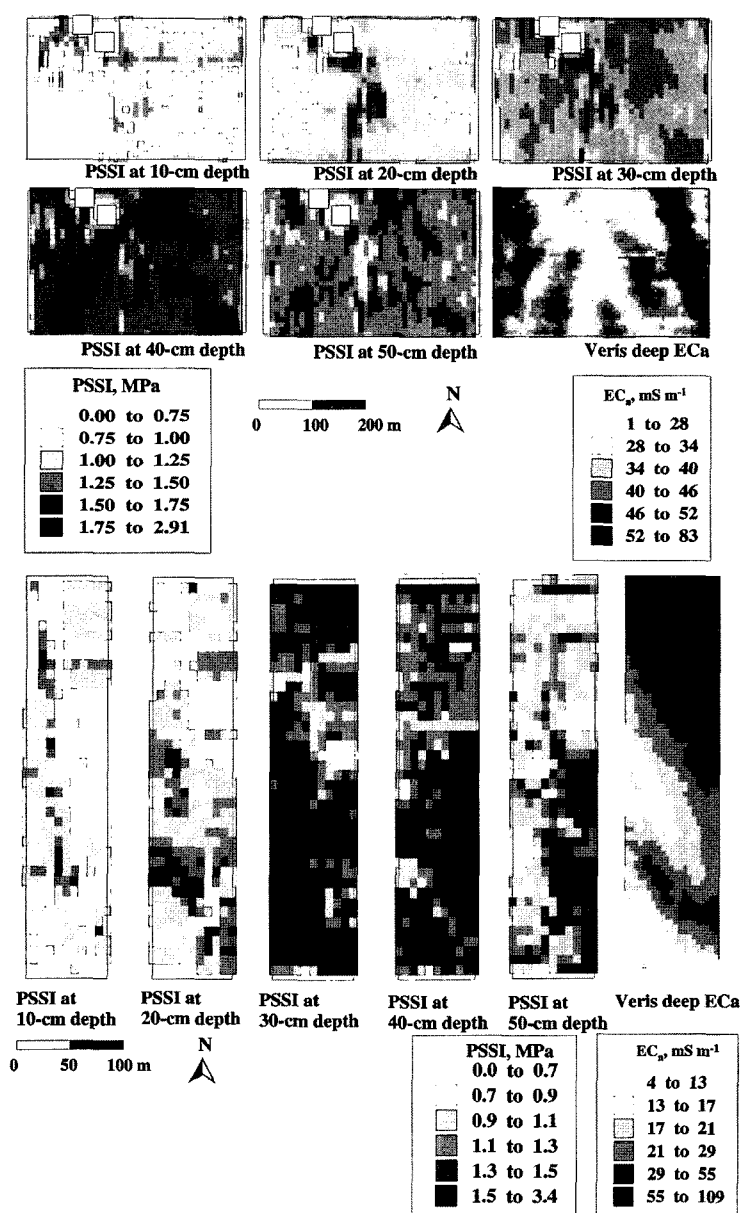 PSSI at 10-cm depth
PSSI at 20-cm depth
PSSI at 30-cm depth
PSSI at 40-cm depth
PSSI at 50-cm depth
Veris deep ECa
PSSI, MPa
0.00 to 0.75
0.75 to 1.00
1.00 to 1.25
1.25 to 1.50
1.50 to 1.75
1.75 to 2.91
0 100 200 m
N
ECa, mS m-1
1 to 28
28 to 34
34 to 40
40 to 46
46 to 52
52 to 83
PSSI at
10-cm depth
PSSI at
20-cm depth
PSSI at
30-cm depth
PSSI at
40-cm depth
PSSI at
50-cm depth
Veris deep ECa
0 50 100 m
N
PSSI, MPa
0.0 to 0.7
0.7 to 0.9
0.9 to 1.1
1.1 to 1.3
1.3 to 1.5
1.5 to 3.4
ECa, mS m-1
4 to 13
13 to 17
17 to 21
21 to 29
29 to 55
55 to 109